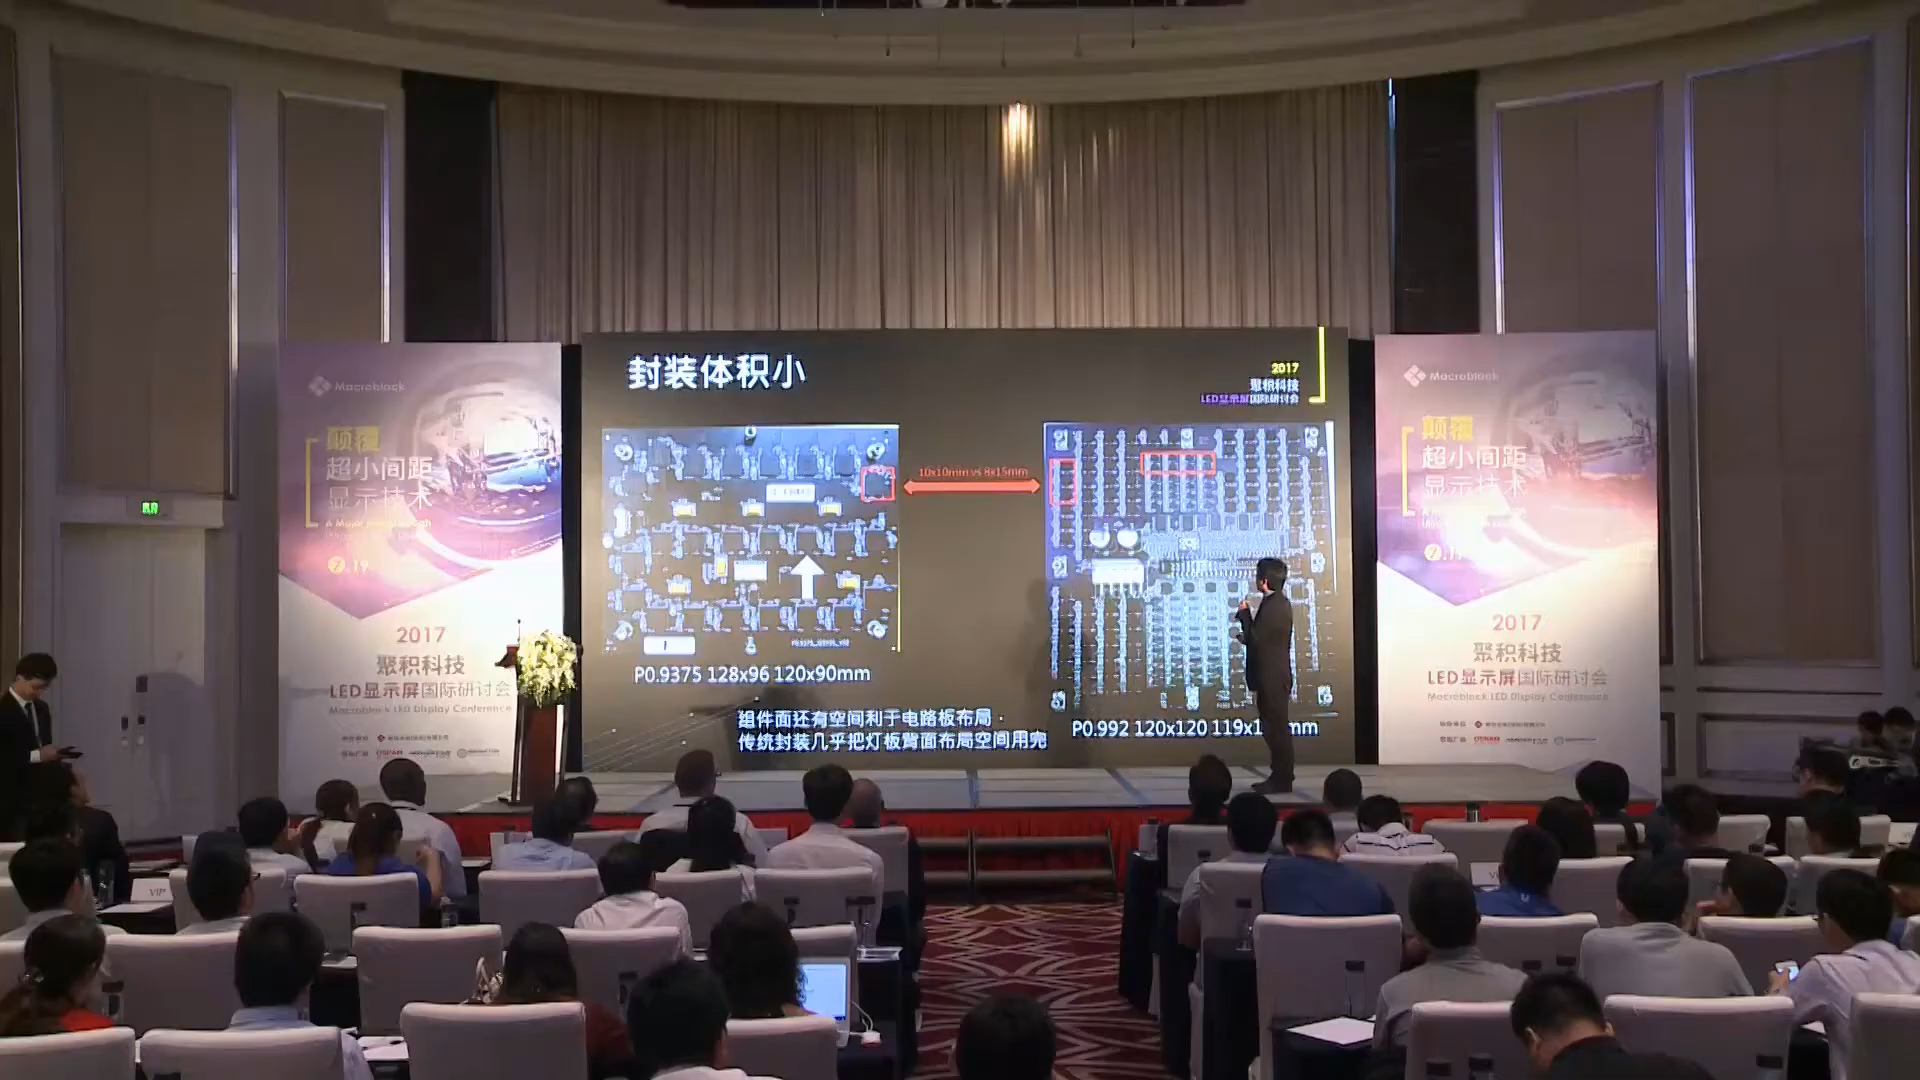 封装体积小
2017
聚积科技
LED显示屏国际研讨会
10x10mm vs 8x15mm
P0.9375 128x96 120x90mm
组件面还有空间利于电路板布局
传统封装几乎把灯板背面布局空间用完
P0.992 120x120 119x1
mm
Macroblock
颠覆
超小间距
显示技术
7.19
2017
聚积科技
LED显示屏国际研讨会
Macroblock LED Display Conference
Macroblock
颠覆
超小间距
显示技术
2017
聚积科技
LED显示屏国际研讨会
Macroblock LED Display Conference
VIP